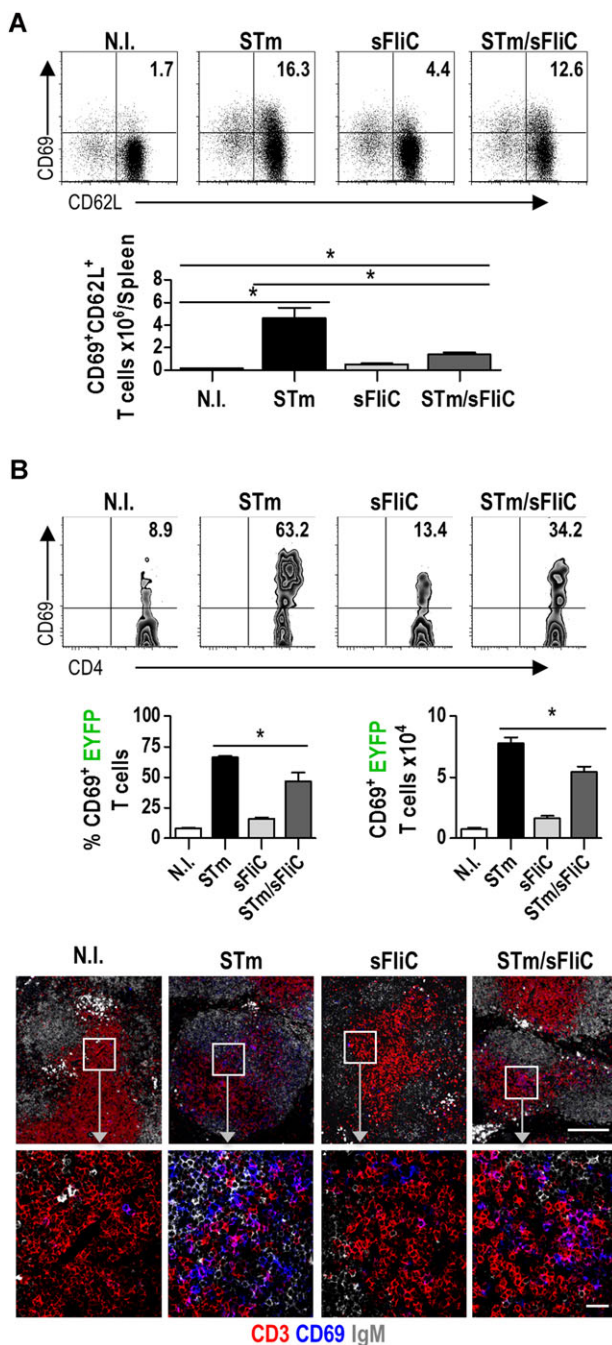 A
N.I. STm sFliC STm/sFliC
1.7 16.3 4.4 12.6
CD69
CD62L
* 
*
*
CD69⁺CD62L⁺
T cells x10⁶/Spleen
8
6
4
2
0
N.I. STm sFliC STm/sFliC
B
N.I. STm sFliC STm/sFliC
8.9 63.2 13.4 34.2
CD69
CD4
% CD69⁺ EYFP
T cells
100
75
50
25
0
*
N.I. STm sFliC STm/sFliC
CD69⁺ EYFP
T cells x10⁴
10
5
0
*
N.I. STm sFliC STm/sFliC
N.I. STm sFliC STm/sFliC
CD3 CD69 IgM